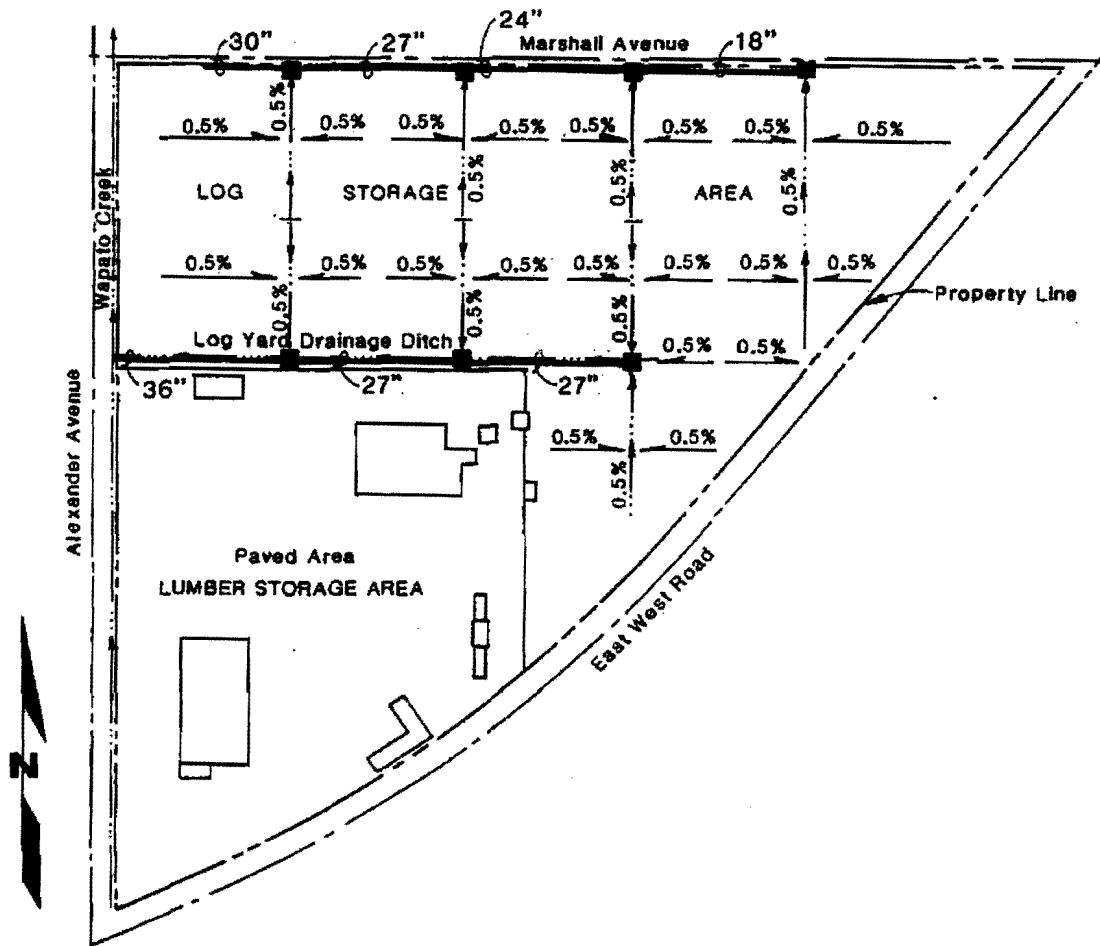 24"
30"
27"
Marshall Avenue
18"
0.5%
0.5% 0.5% 0.5% 0.5% 0.5% 0.5% 0.5% 0.5%
LOG STORAGE AREA
0.5%
0.5%
0.5%
Wapato Creek
0.5% 0.5% 0.5% 0.5% 0.5% 0.5% 0.5% 0.5%
Property Line
0.5%
0.5%
0.5%
Log Yard Drainage Ditch
0.5% 0.5%
36"
27"
27"
Alexander Avenue
0.5% 0.5%
0.5%
Paved Area
LUMBER STORAGE AREA
East West Road
N